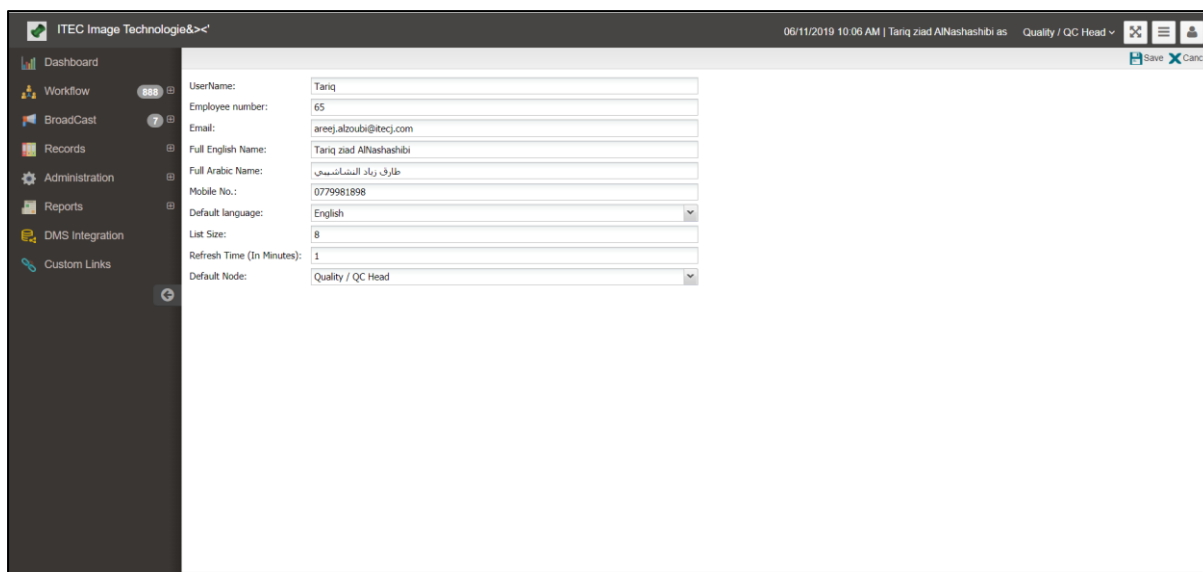 ITEC Image Technologie&><'
06/11/2019 10:06 AM | Tariq ziad AlNashashibi as Quality / QC Head
Save Canc
Dashboard
Workflow 888
BroadCast 7
Records
Administration
Reports
DMS Integration
Custom Links
UserName: Tariq
Employee number: 65
Email: areej.alzoubi@itecj.com
Full English Name: Tariq ziad AlNashashibi
Full Arabic Name: طارق زياد النشاشيبي
Mobile No.: 0779981898
Default language: English
List Size: 8
Refresh Time (In Minutes): 1
Default Node: Quality / QC Head